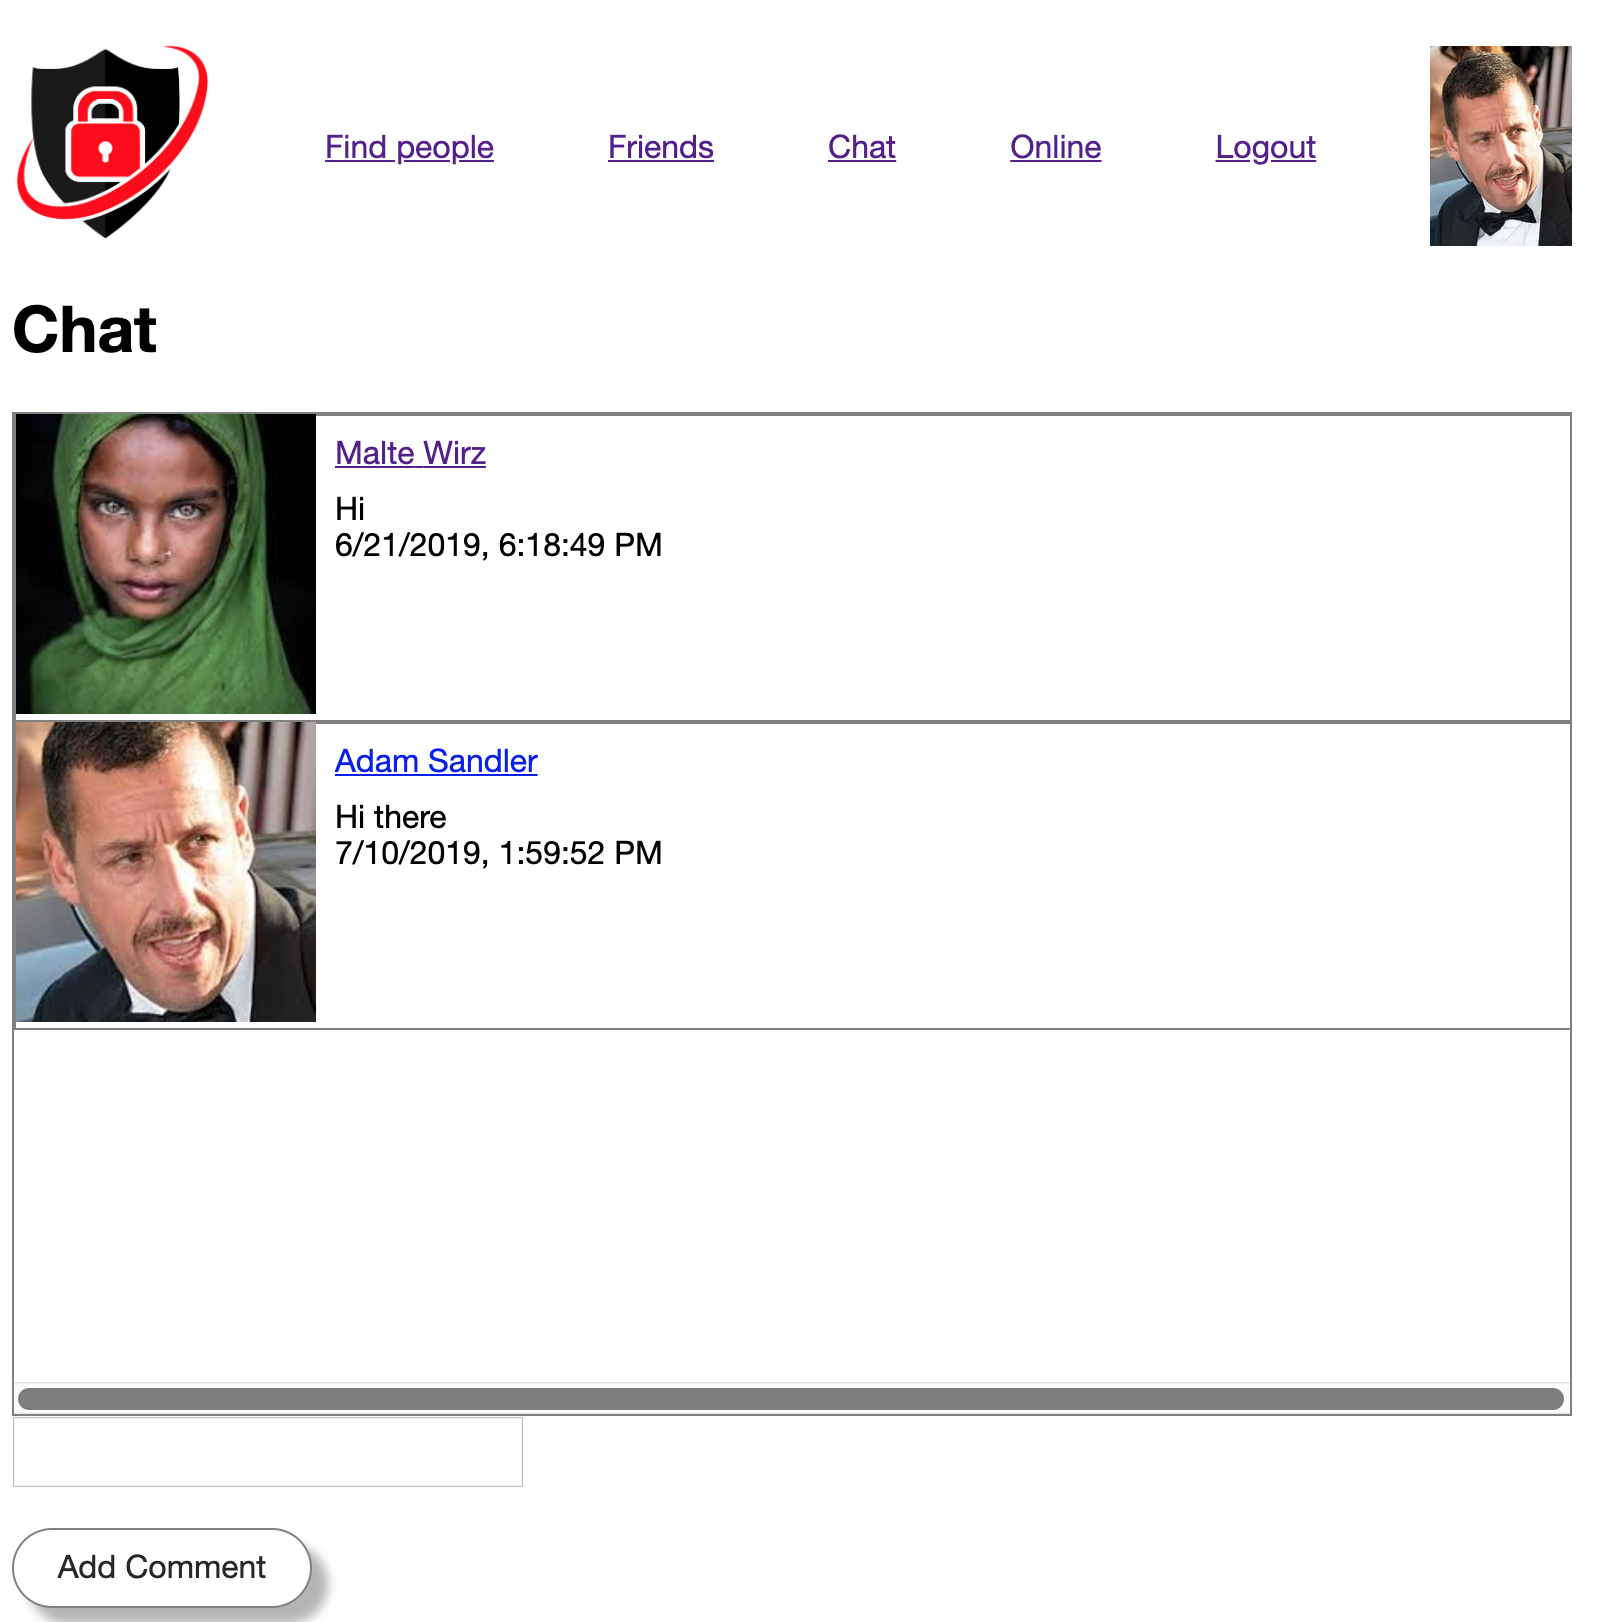 Find people Friends Chat Online Logout
Chat
Malte Wirz
Hi
6/21/2019, 6:18:49 PM
Adam Sandler
Hi there
7/10/2019, 1:59:52 PM
Add Comment